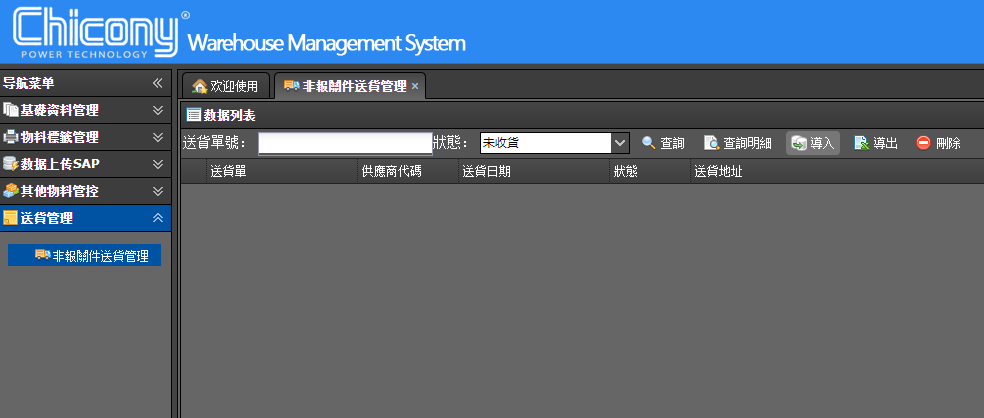 Chicony®
POWER TECHNOLOGY
Warehouse Management System
导航菜单
欢迎使用
非報關件送貨管理
基礎资料管理
数据列表
物料標籤管理
送貨單號：
狀態：
未收貨
查詢
查詢明細
導入
導出
刪除
数据上传SAP
送貨單
供應商代碼
送貨日期
狀態
送貨地址
其他物料管控
送貨管理
非報關件送貨管理